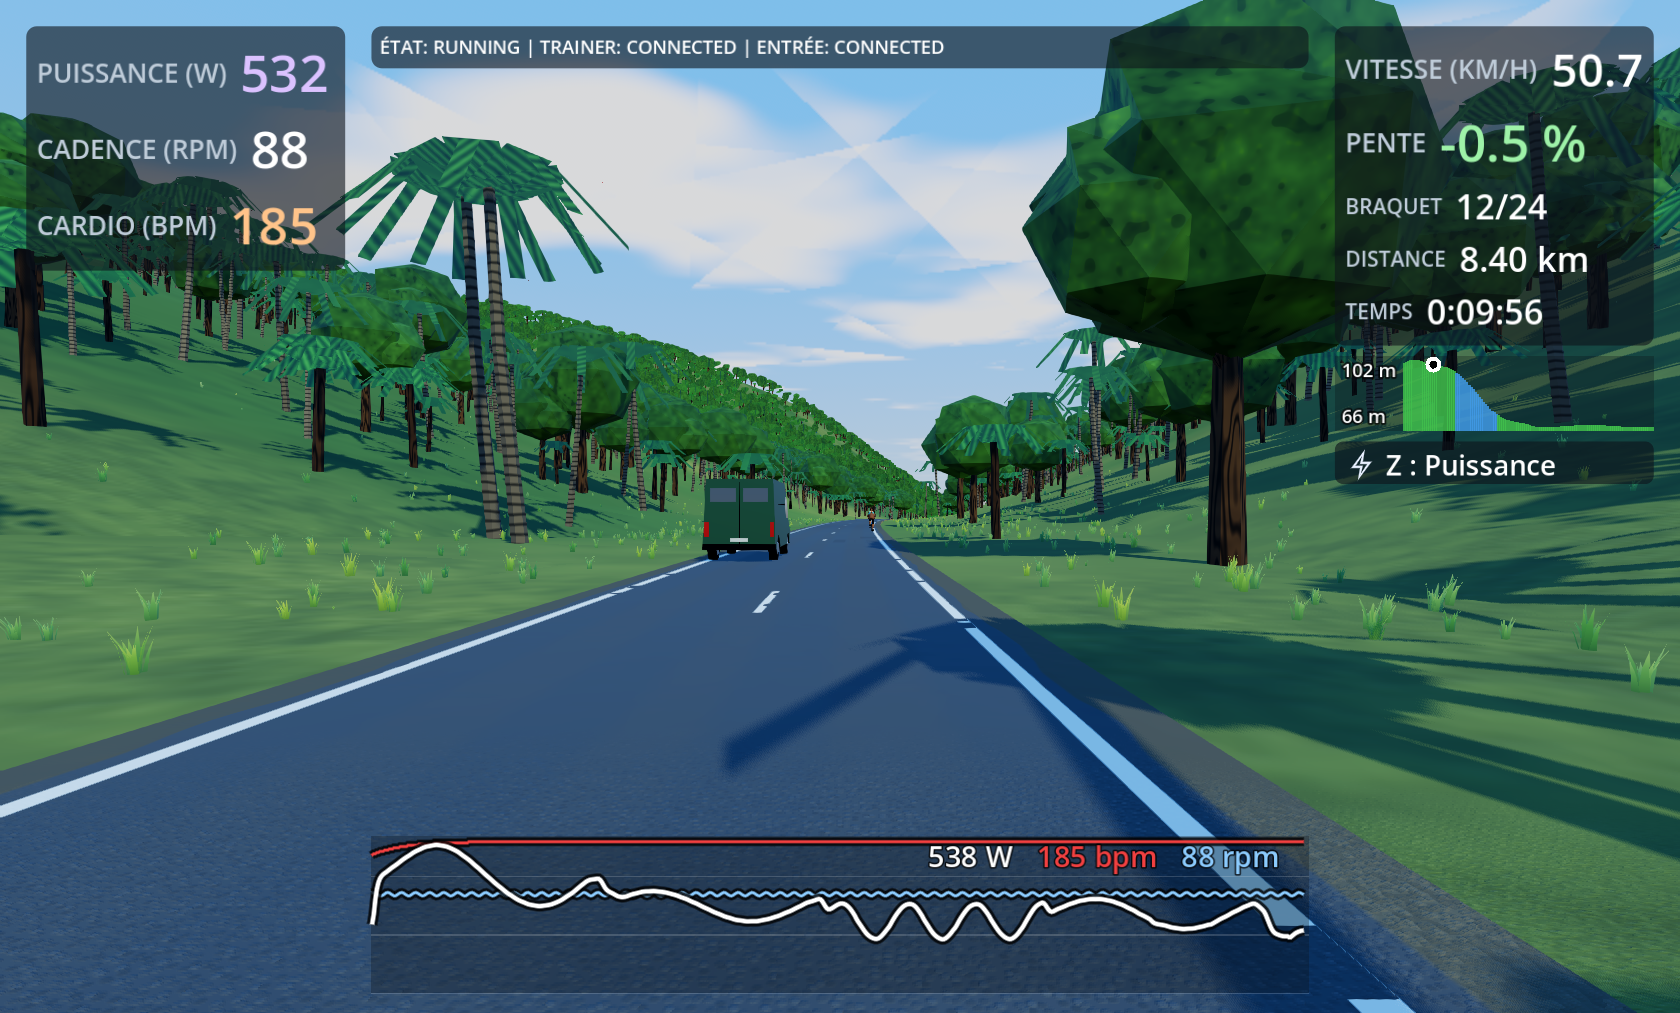 PUISSANCE (W) 532
CADENCE (RPM) 88
CARDIO (BPM) 185
ÉTAT: RUNNING | TRAINER: CONNECTED | ENTRÉE: CONNECTED
VITESSE (KM/H) 50.7
PENTE -0.5 %
BRAQUET 12/24
DISTANCE 8.40 km
TEMPS 0:09:56
102 m
66 m
Z : Puissance
538 W 185 bpm 88 rpm